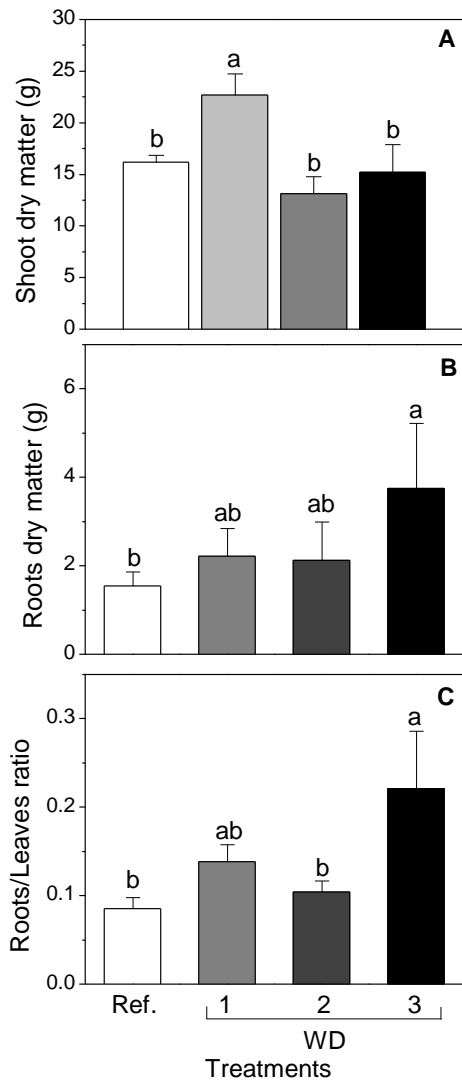 A
Shoot dry matter (g)
30
25
20
15
10
5
0
b
a
b
b
B
Roots dry matter (g)
6
4
2
0
b
ab
ab
a
C
Roots/Leaves ratio
0.3
0.2
0.1
0.0
b
ab
b
a
Ref. 1 2 3
WD
Treatments